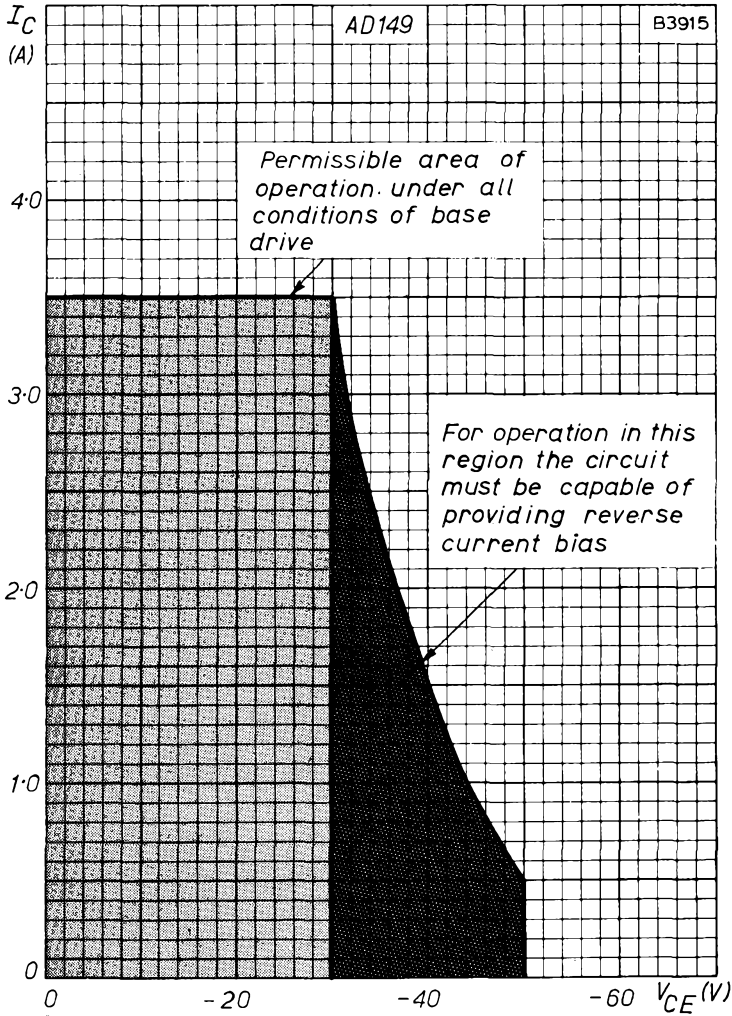 I_C
(A)
AD149
B3915
Permissible area of
operation. under all
conditions of base
drive
4·0
3·0
For operation in this
region the circuit
must be capable of
providing reverse
current bias
2·0
1·0
0
0
-20
-40
-60
V_CE (V)